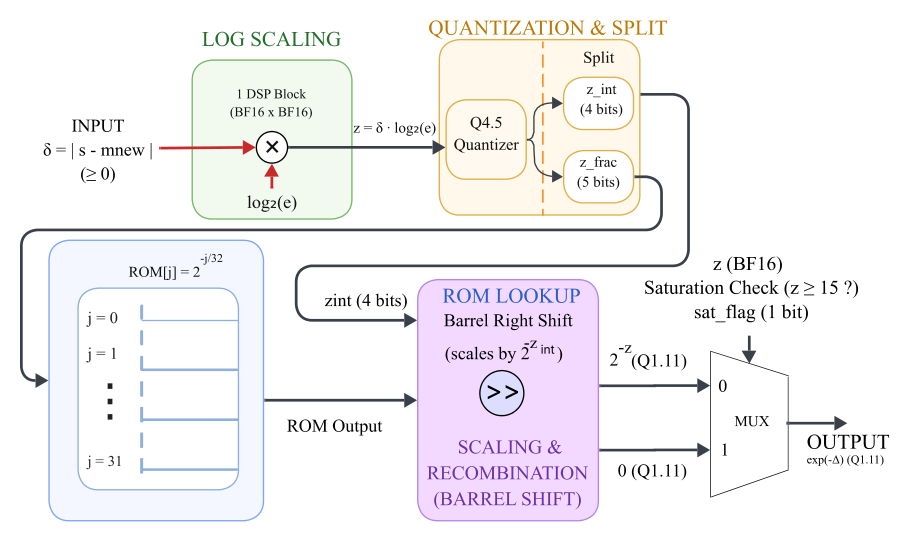 LOG SCALING
1 DSP Block
(BF16 x BF16)
INPUT
δ = | s - mnew |
(≥ 0)
log₂(e)
z = δ · log₂(e)
QUANTIZATION & SPLIT
Split
Q4.5
Quantizer
z_int
(4 bits)
z_frac
(5 bits)
ROM[j] = 2^-j/32
j = 0
j = 1
j = 31
ROM Output
zint (4 bits)
ROM LOOKUP
Barrel Right Shift
(scales by 2^-z int)
>>
SCALING &
RECOMBINATION
(BARREL SHIFT)
z (BF16)
Saturation Check (z ≥ 15 ?)
sat_flag (1 bit)
2^-z (Q1.11)
0 (Q1.11)
0
MUX
1
OUTPUT
exp(-Δ) (Q1.11)